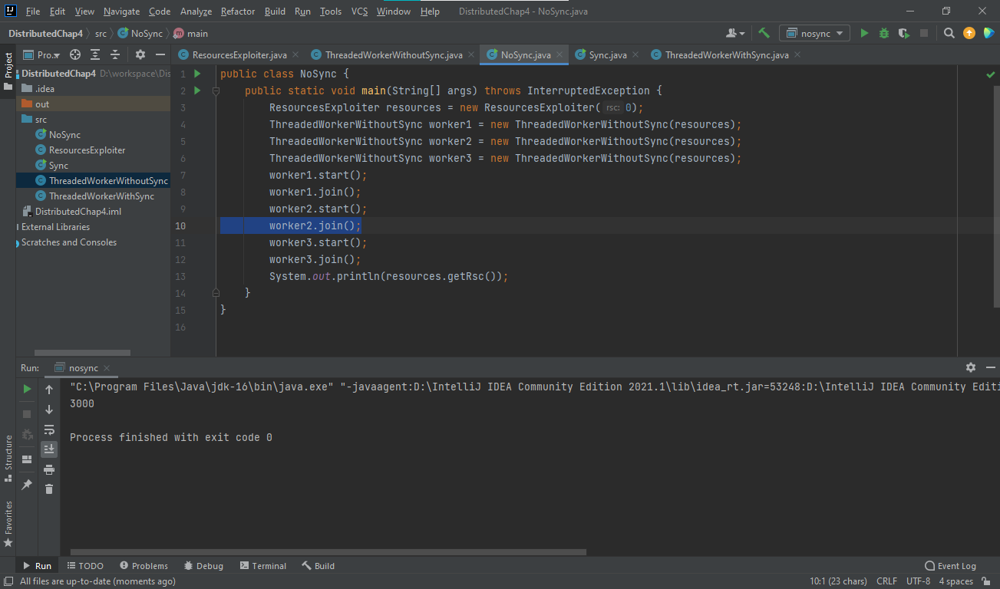 File Edit View Navigate Code Analyze Refactor Build Run Tools VCS Window Help DistributedChap4 - NoSync.java
DistributedChap4 src NoSync main nosync
Project
Pro... ResourcesExploiter.java ThreadedWorkerWithoutSync.java NoSync.java Sync.java ThreadedWorkerWithSync.java
DistributedChap4 D:\workspace\Dis
.idea
out
src
NoSync
ResourcesExploiter
Sync
ThreadedWorkerWithoutSync
ThreadedWorkerWithSync
DistributedChap4.iml
External Libraries
Scratches and Consoles
1 public class NoSync {
2 public static void main(String[] args) throws InterruptedException {
3 ResourcesExploiter resources = new ResourcesExploiter( rsc: 0);
4 ThreadedWorkerWithoutSync worker1 = new ThreadedWorkerWithoutSync(resources);
5 ThreadedWorkerWithoutSync worker2 = new ThreadedWorkerWithoutSync(resources);
6 ThreadedWorkerWithoutSync worker3 = new ThreadedWorkerWithoutSync(resources);
7 worker1.start();
8 worker1.join();
9 worker2.start();
10 worker2.join();
11 worker3.start();
12 worker3.join();
13 System.out.println(resources.getRsc());
14 }
15 }
16
Run: nosync
"C:\Program Files\Java\jdk-16\bin\java.exe" "-javaagent:D:\IntelliJ IDEA Community Edition 2021.1\lib\idea_rt.jar=53248:D:\IntelliJ IDEA Community Editi
3000
Process finished with exit code 0
Structure
Favorites
Run TODO Problems Debug Terminal Build Event Log
All files are up-to-date (moments ago) 10:1 (23 chars) CRLF UTF-8 4 spaces